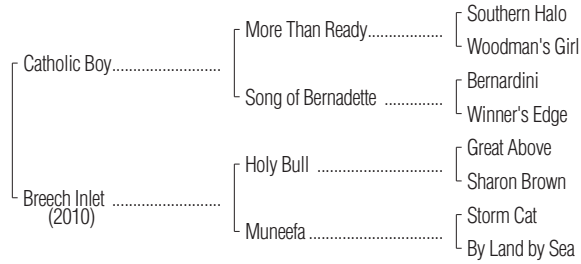 Southern Halo
More Than Ready....................
Woodman's Girl
Catholic Boy.............................
Bernardini
Song of Bernadette ...............
Winner's Edge
Great Above
Holy Bull ..................................
Sharon Brown
Breech Inlet .............................
(2010)
Storm Cat
Muneefa ....................................
By Land by Sea